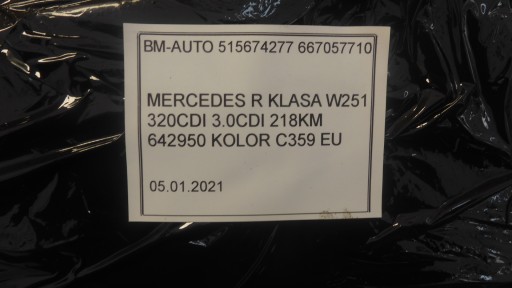 BM-AUTO 515674277 667057710
MERCEDES R KLASA W251
320CDI 3.0CDI 218KM
642950 KOLOR C359 EU
05.01.2021